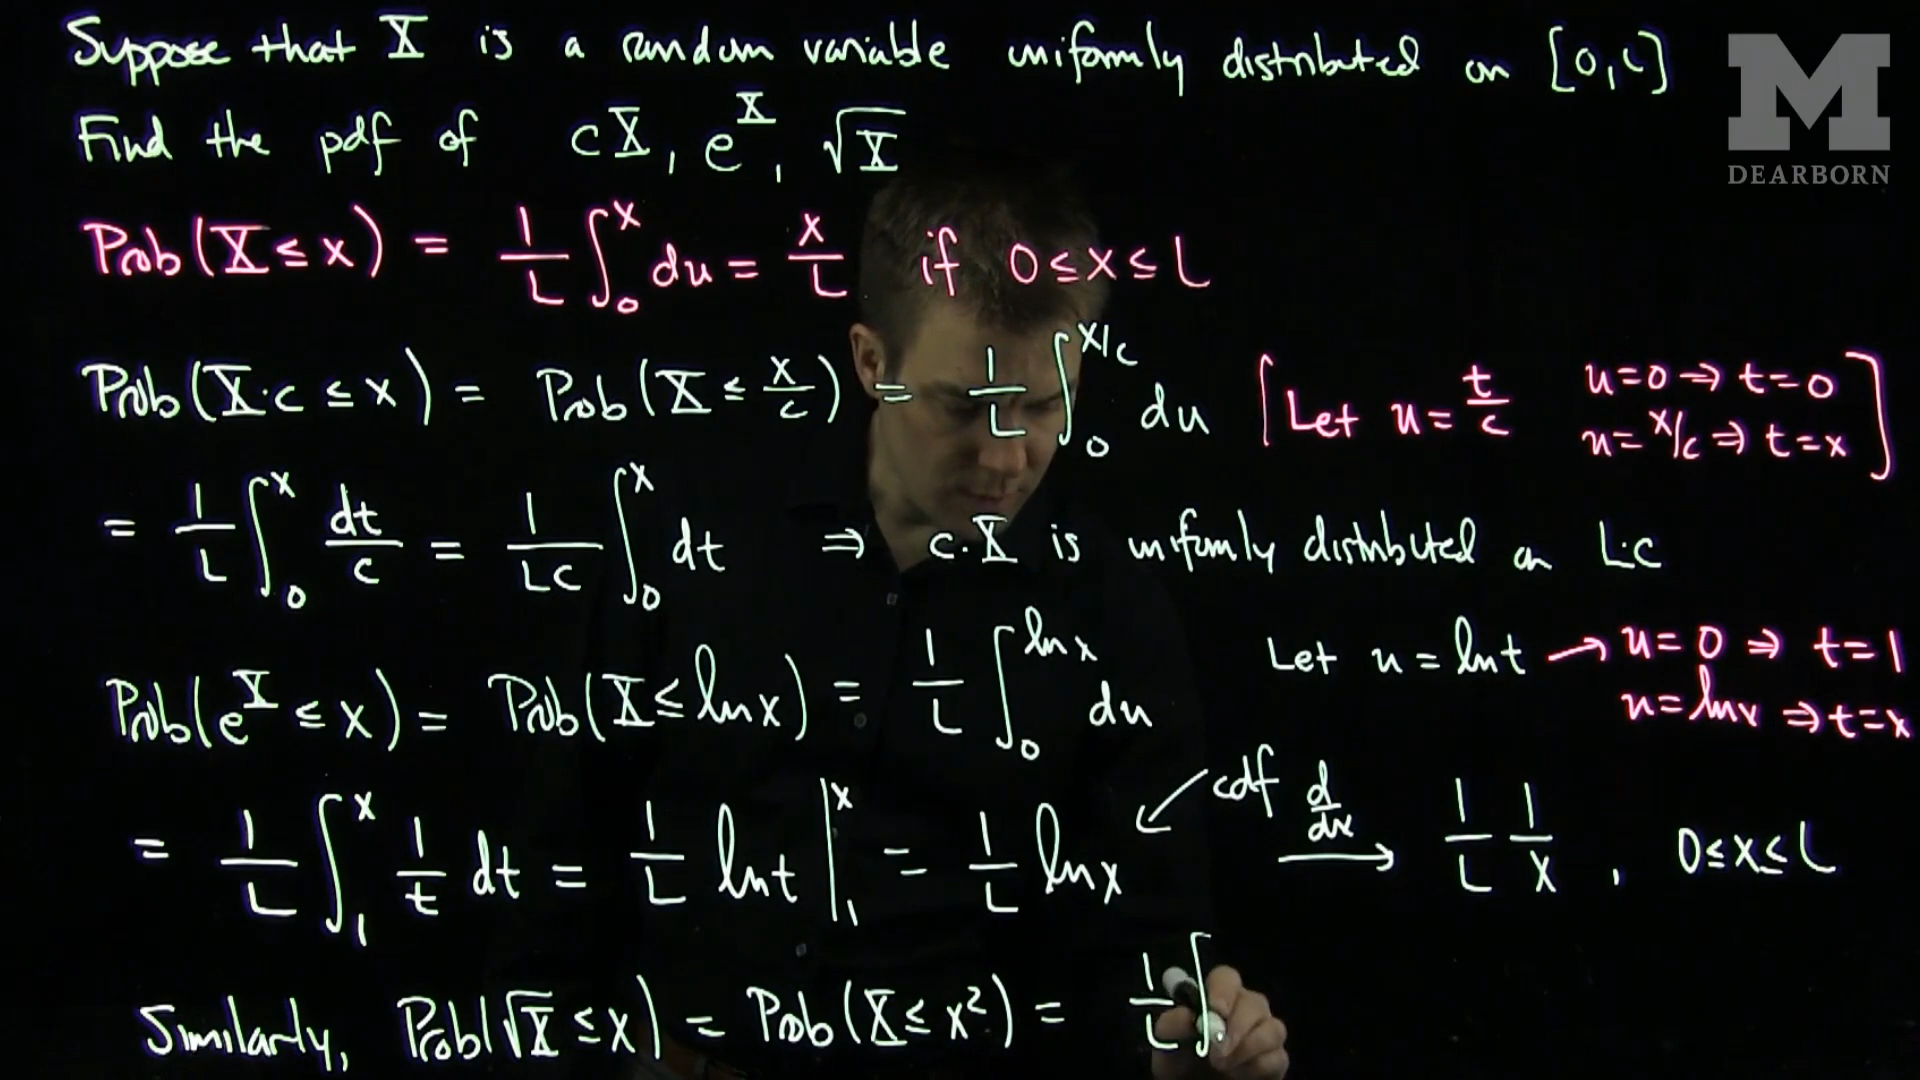 Suppose that X is a random variable uniformly distributed on [0,L]
Find the pdf of cX, e^X, √X
M
DEARBORN
Prob(X ≤ x) = 1/L ∫_0^x du = x/L if 0 ≤ x ≤ L
Prob(X·c ≤ x) = Prob(X ≤ x/c) = 1/L ∫_0^{x/c} du [Let u = t/c u=0 ⇒ t=0
u=x/c ⇒ t=x]
= 1/L ∫_0^x dt/c = 1/LC ∫_0^x dt ⇒ c·X is uniformly distributed on L·c
Prob(e^X ≤ x) = Prob(X ≤ ln x) = 1/L ∫_0^{ln x} du Let u = ln t → u=0 ⇒ t=1
u=ln x ⇒ t=x
= 1/L ∫_1^x 1/t dt = 1/L ln t |_1^x = 1/L ln x ↙ cdf d/dx → 1/L 1/x , 0 ≤ x ≤ L
Similarly, Prob(√X ≤ x) = Prob(X ≤ x²) = 1/L ∫